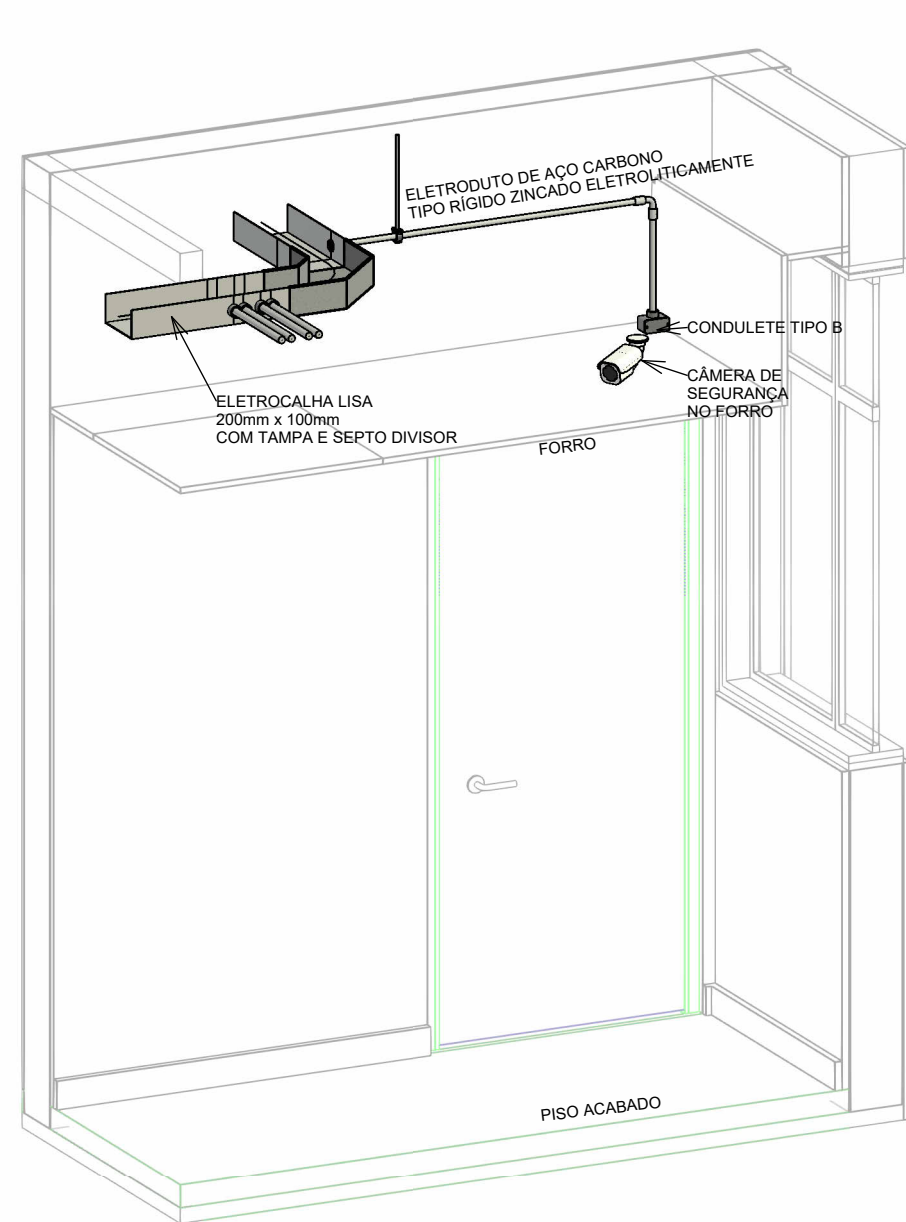 ELETRODUTO DE AÇO CARBONO
TIPO RÍGIDO ZINCADO ELETROLITICAMENTE
CONDULETE TIPO B
CÂMERA DE
SEGURANÇA
NO FORRO
ELETROCALHA LISA
200mm x 100mm
COM TAMPA E SEPTO DIVISOR
FORRO
PISO ACABADO